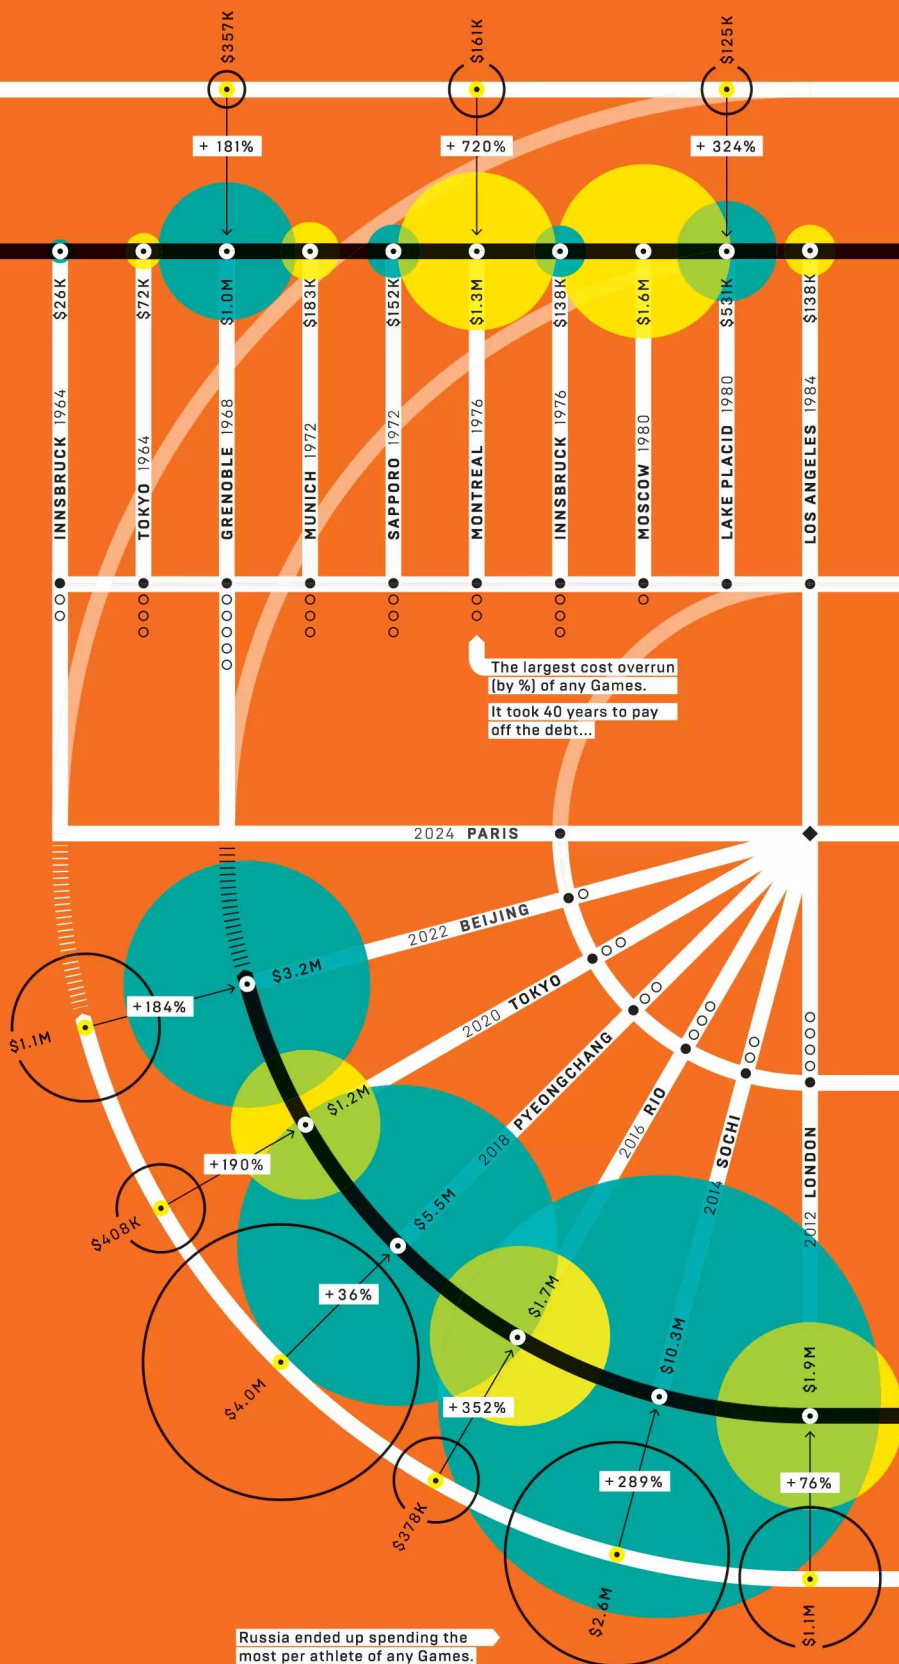 $357K
$161K
$125K
+ 181%
+ 720%
+ 324%
$26K
$72K
$1.0M
$183K
$152K
$1.3M
$138K
$1.6M
$531K
$138K
INNSBRUCK 1964
TOKYO 1964
GRENOBLE 1968
MUNICH 1972
SAPPORO 1972
MONTREAL 1976
INNSBRUCK 1976
MOSCOW 1980
LAKE PLACID 1980
LOS ANGELES 1984
The largest cost overrun
(by %) of any Games.
It took 40 years to pay
off the debt...
2024 PARIS
2022 BEIJING
$3.2M
+184%
$1.1M
2020 TOKYO
$1.2M
+190%
$408K
2018 PYEONGCHANG
$5.5M
+36%
$4.0M
2016 RIO
$1.7M
+352%
$378K
2014 SOCHI
$10.3M
+289%
$2.6M
2012 LONDON
$1.9M
+76%
$1.1M
Russia ended up spending the
most per athlete of any Games.